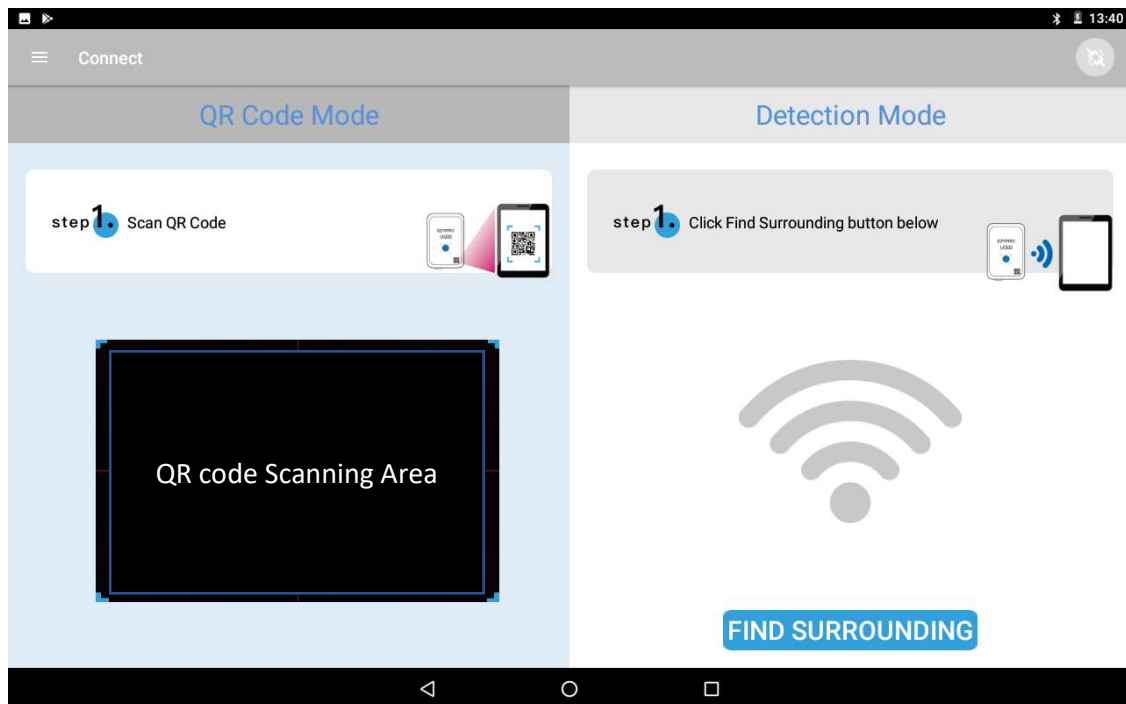 13:40
Connect
QR Code Mode
Detection Mode
step 1. Scan QR Code
step 1. Click Find Surrounding button below
QR code Scanning Area
FIND SURROUNDING